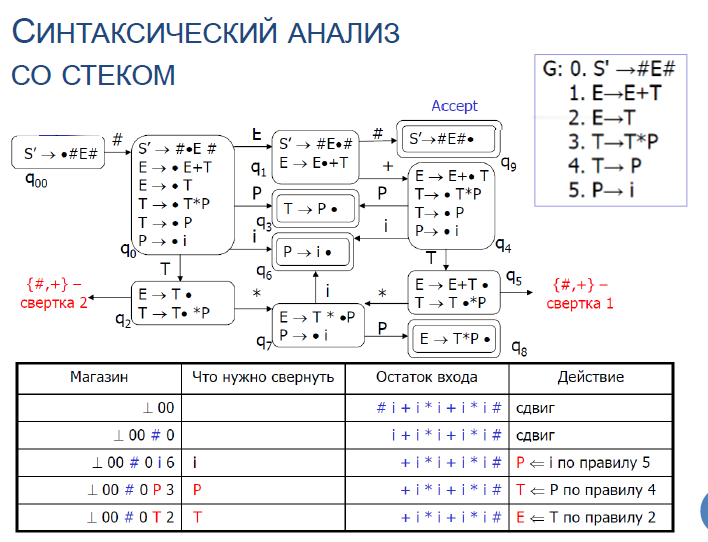 СИНТАКСИЧЕСКИЙ АНАЛИЗ
СО СТЕКОМ
G: 0. S' →#E#
1. E→E+T
2. E→T
3. T→T*P
4. T→ P
5. P→ i
Accept
S′ → •#E#
q00
#
S′ → #•E #
E → • E+T
E → • T
T → • T*P
T → • P
P → • i
q0
E
S′ → #E•#
E → E•+T
q1
#
S′→#E#•
q9
+
P
T → P •
q3
P
E → E+• T
T→ • T*P
T→ • P
P→ • i
q4
i
P → i •
q6
i
T
T
{#,+} –
свертка 2
E → T •
T → T• *P
q2
*
i
E → T * •P
P → • i
q7
*
E → E+T •
T → T •*P
q5
{#,+} –
свертка 1
P
E → T*P •
q8
Магазин Что нужно свернуть Остаток входа Действие
⊥ 00 # i + i * i + i * i # сдвиг
⊥ 00 # 0 i + i * i + i * i # сдвиг
⊥ 00 # 0 i 6 i + i * i + i * i # P ⇐ i по правилу 5
⊥ 00 # 0 P 3 P + i * i + i * i # T ⇐ P по правилу 4
⊥ 00 # 0 T 2 T + i * i + i * i # E ⇐ T по правилу 2